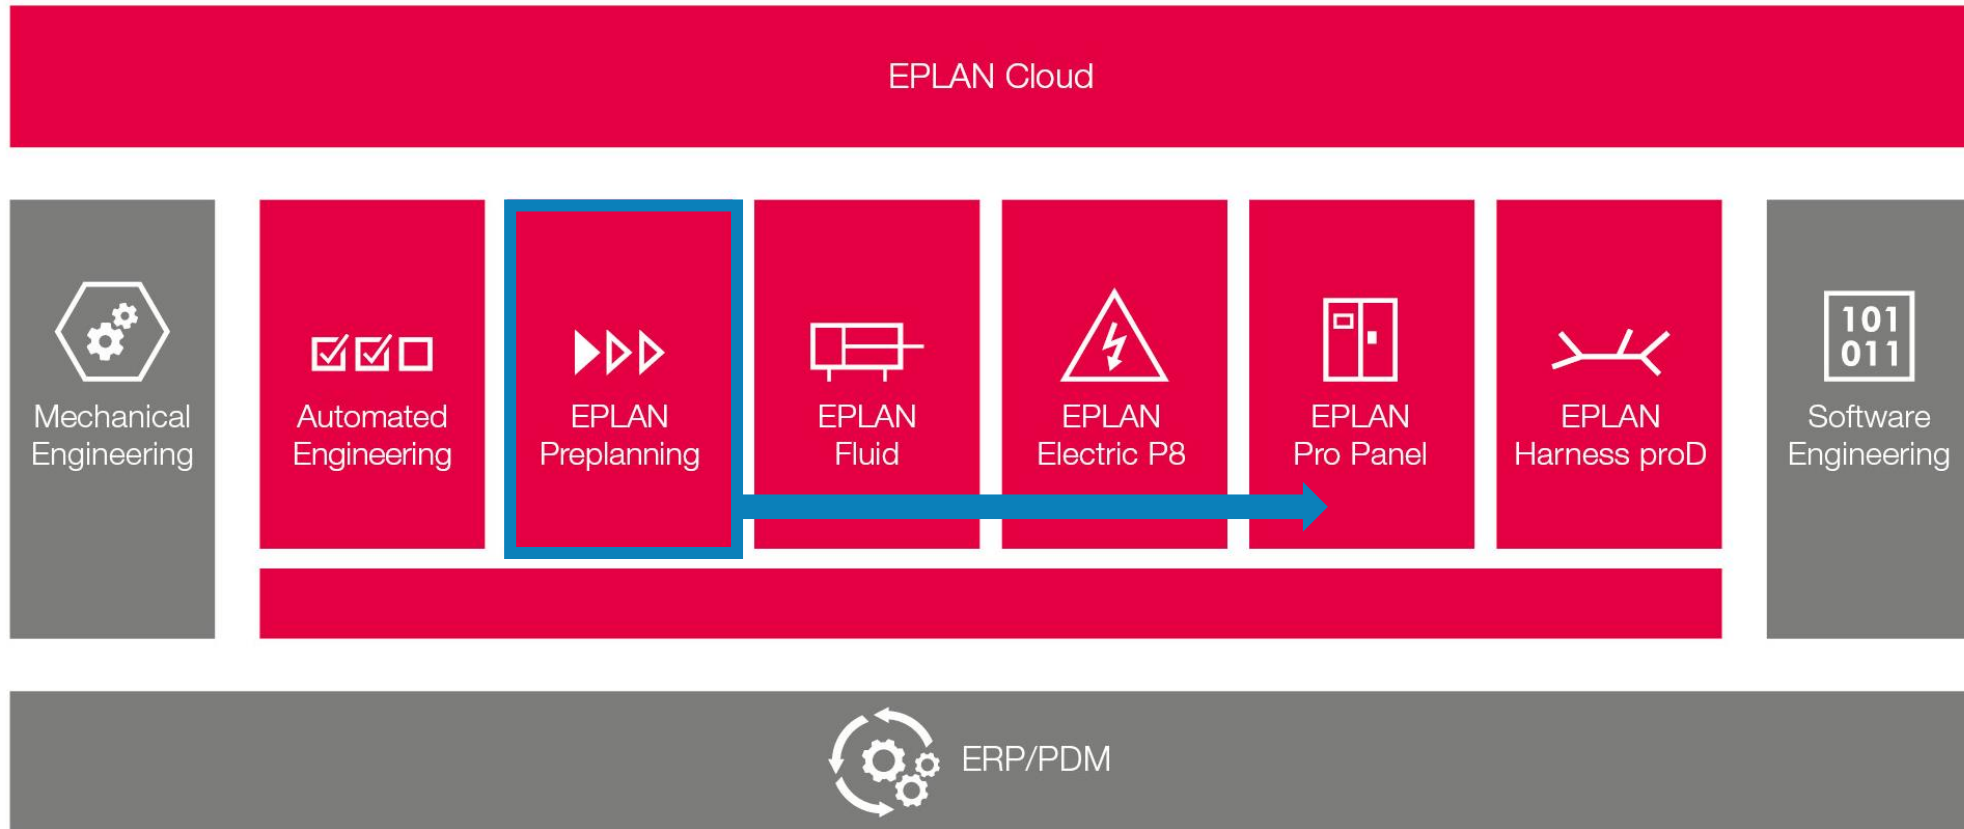 EPLAN Cloud
Mechanical
Engineering
Automated
Engineering
EPLAN
Preplanning
EPLAN
Fluid
EPLAN
Electric P8
EPLAN
Pro Panel
EPLAN
Harness proD
101
011
Software
Engineering
ERP/PDM